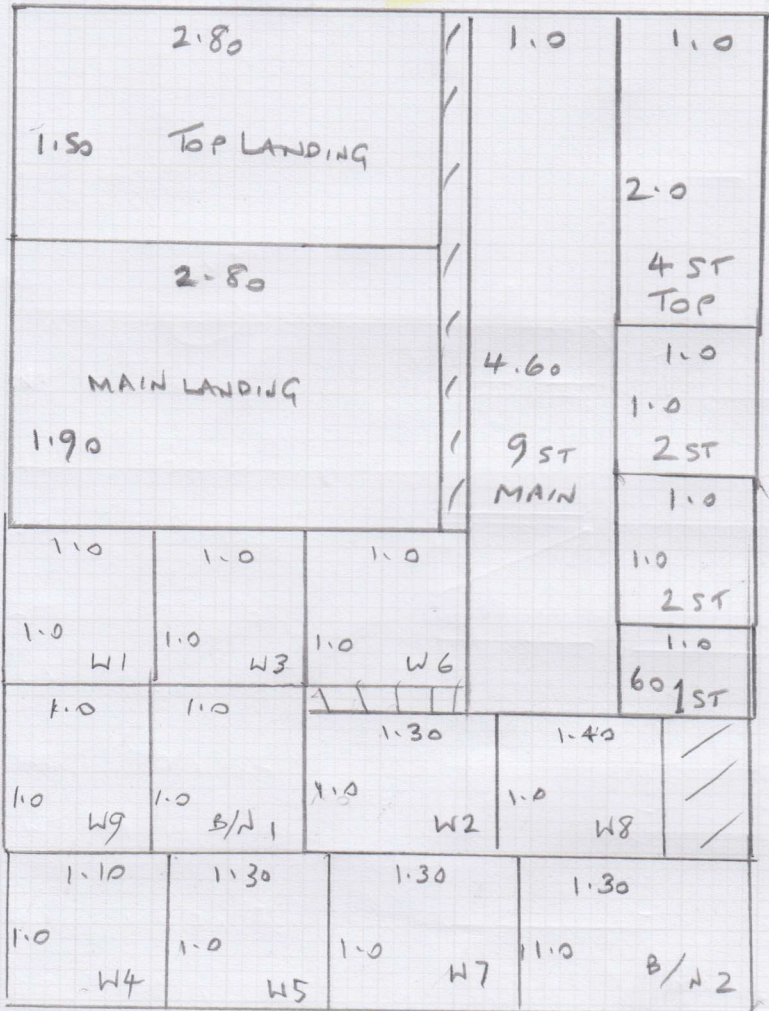 2.80
1.50 TOP LANDING
1.0
1.0
2.0
4 ST
TOP
2.80
MAIN LANDING
1.90
4.60
9 ST
MAIN
1.0
1.0
2 ST
1.0
1.0
2 ST
1.0
60 1 ST
1.0
1.0 W1
1.0
1.0 W3
1.0
1.0 W6
1.0
1.0 W9
1.0
1.0 B/N 1
1.30
1.0 W2
1.40
1.0 W8
1.10
1.0 W4
1.30
1.0 W5
1.30
1.0 W7
1.30
1.0 B/N 2